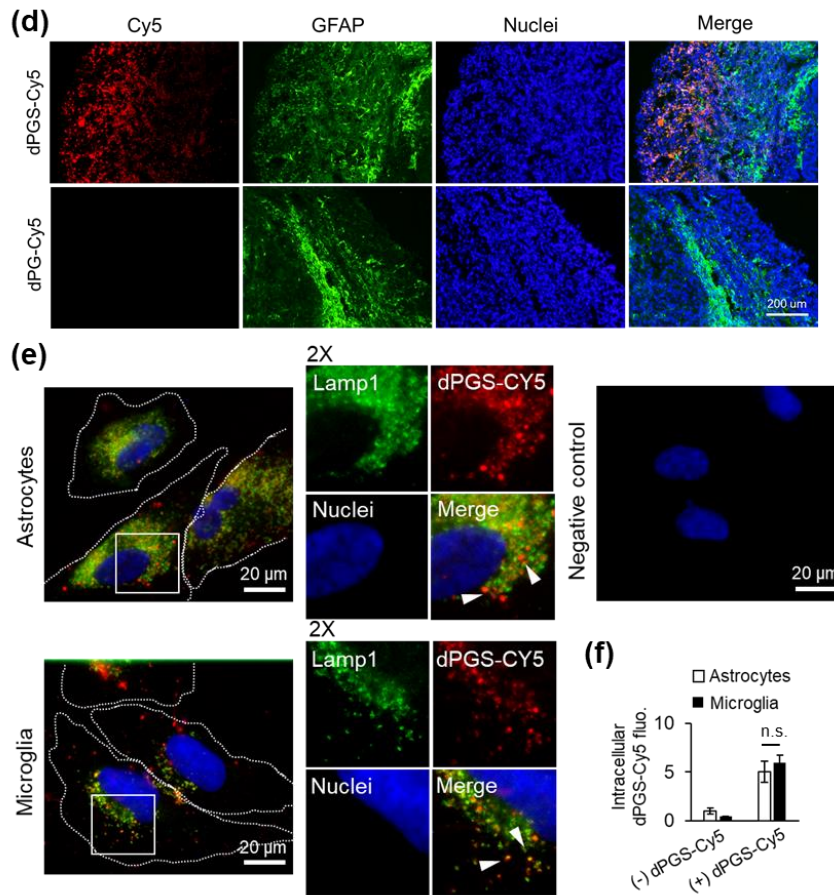 (d)
Cy5 GFAP Nuclei Merge
dPGS-Cy5
dPG-Cy5
200 um
(e)
Astrocytes
20 µm
2X
Lamp1 dPGS-CY5
Nuclei Merge
Negative control
20 µm
Microglia
20 µm
2X
Lamp1 dPGS-CY5
Nuclei Merge
(f)
Astrocytes
Microglia
Intracellular
dPGS-Cy5 fluo.
10
5
0
n.s.
(-) dPGS-Cy5
(+) dPGS-Cy5